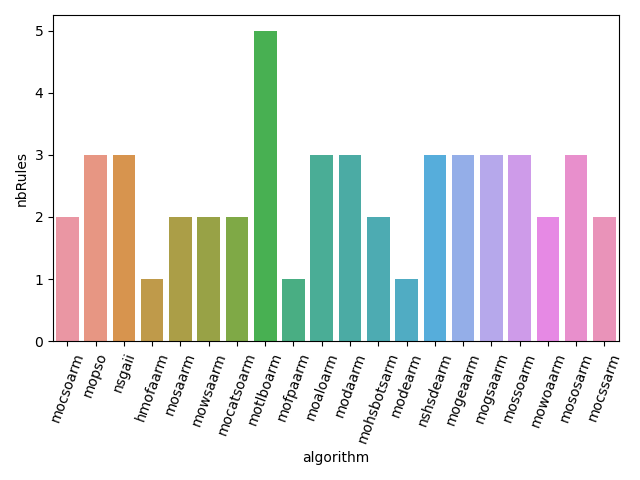 nbRules
5
4
3
2
1
0
mocsoarm
mopso
nsgaii
hmofaarm
mosaarm
mowsaarm
mocatsoarm
motlboarm
mofpaarm
moaloarm
modaarm
mohsbotsarm
modearm
nshsdearm
mogeaarm
mogsaarm
mossoarm
mowoaarm
mososarm
mocssarm
algorithm